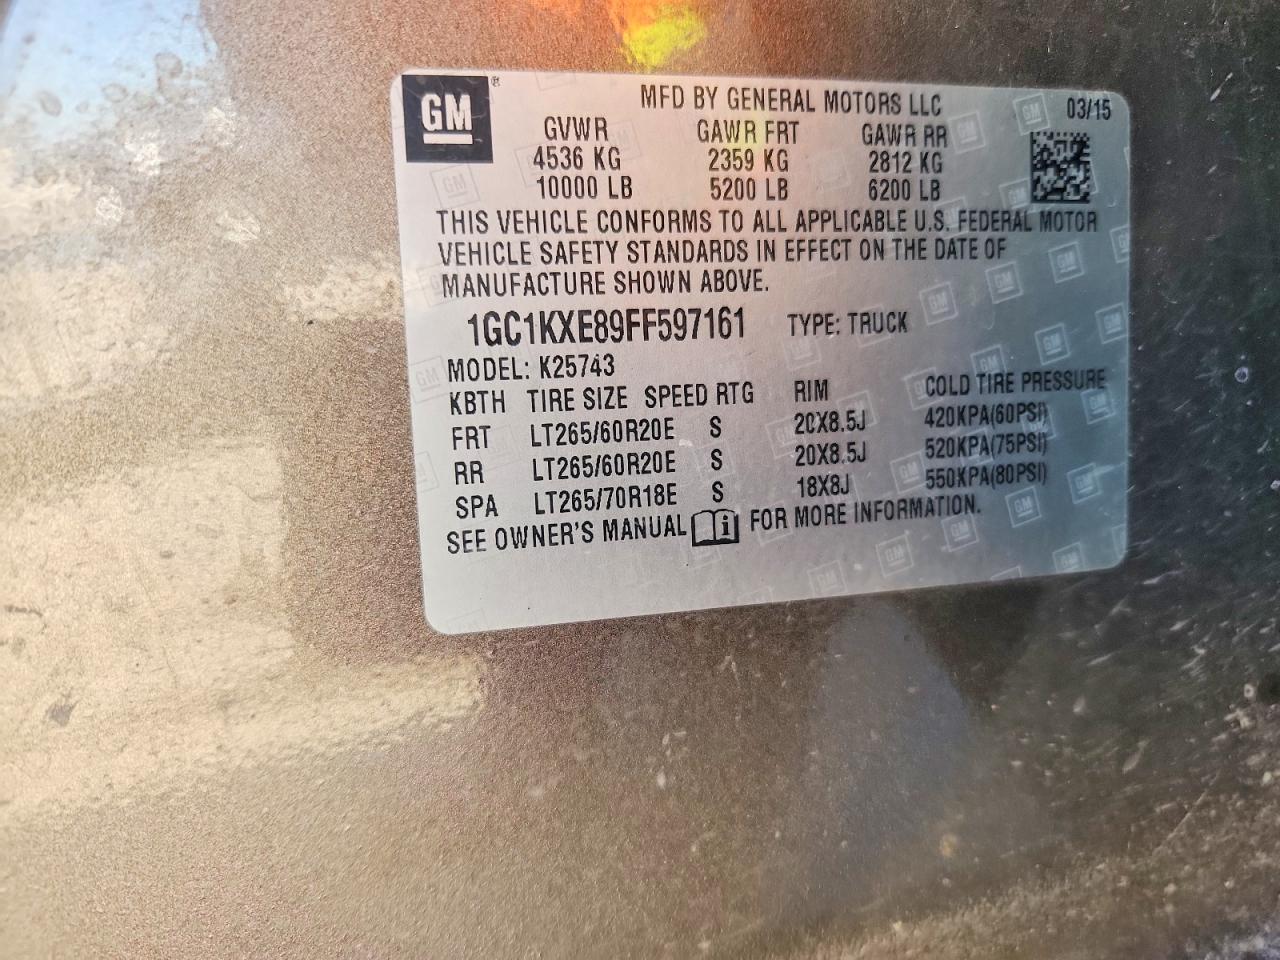 GM ®
MFD BY GENERAL MOTORS LLC 03/15
GVWR GAWR FRT GAWR RR
4536 KG 2359 KG 2812 KG
10000 LB 5200 LB 6200 LB
THIS VEHICLE CONFORMS TO ALL APPLICABLE U.S. FEDERAL MOTOR
VEHICLE SAFETY STANDARDS IN EFFECT ON THE DATE OF
MANUFACTURE SHOWN ABOVE.
1GC1KXE89FF597161 TYPE: TRUCK
MODEL: K25743
KBTH TIRE SIZE SPEED RTG RIM COLD TIRE PRESSURE
FRT LT265/60R20E S 20X8.5J 420KPA(60PSI)
RR LT265/60R20E S 20X8.5J 520KPA(75PSI)
SPA LT265/70R18E S 18X8J 550KPA(80PSI)
SEE OWNER'S MANUAL i FOR MORE INFORMATION.